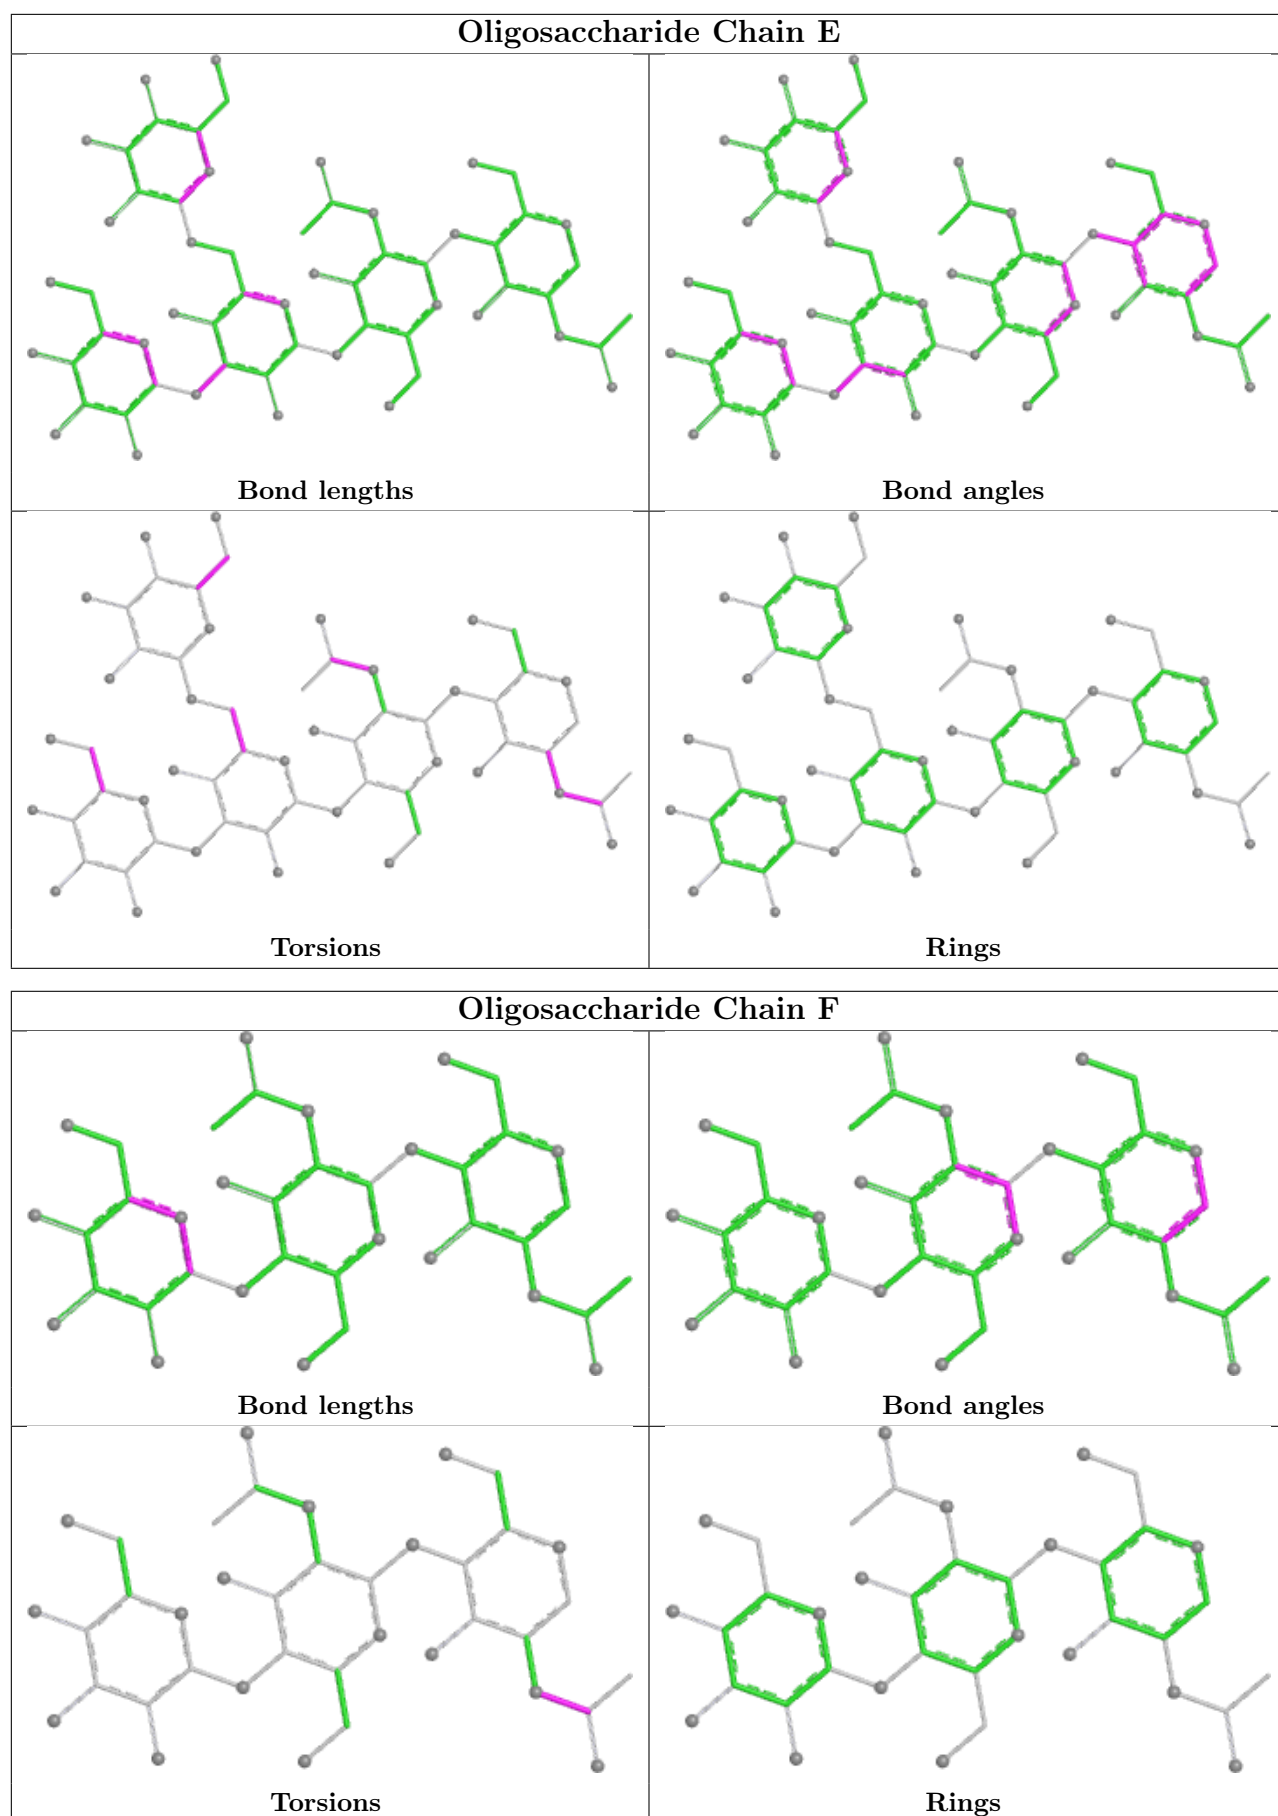 Oligosaccharide Chain E
Bond lengths
Bond angles
Torsions
Rings
Oligosaccharide Chain F
Bond lengths
Bond angles
Torsions
Rings